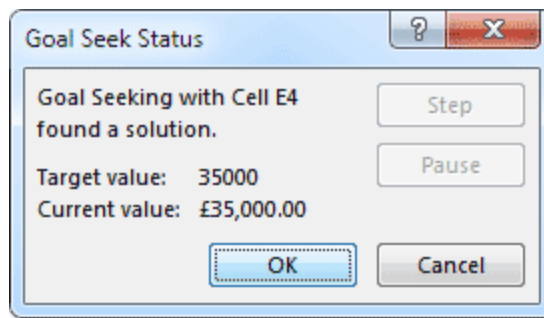 Goal Seek Status
?
Goal Seeking with Cell E4
found a solution.
Step
Pause
Target value: 35000
Current value: £35,000.00
OK
Cancel